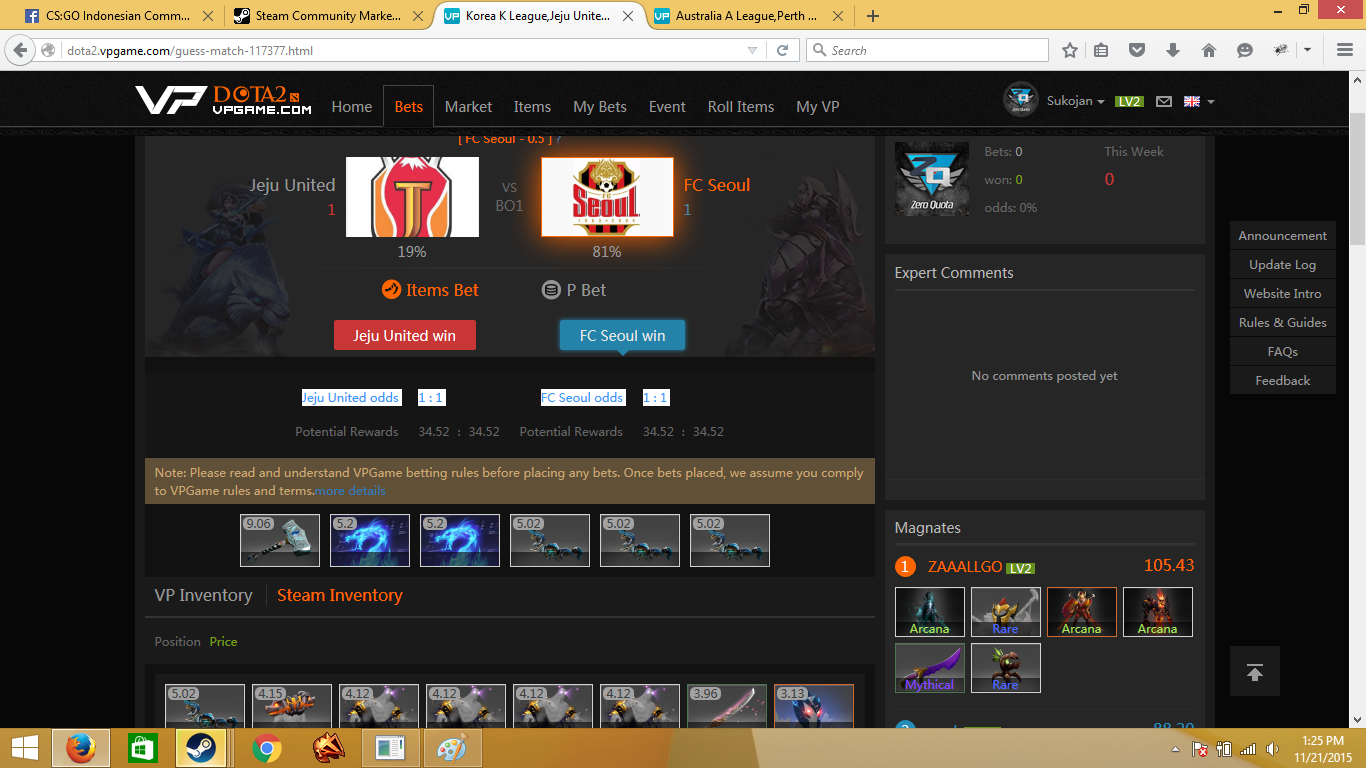 CS:GO Indonesian Comm...
Steam Community Marke...
Korea K League,Jeju Unite...
Australia A League,Perth ...
dota2.vpgame.com/guess-match-117377.html
Search
VP DOTA2
VPGAME.COM
Home
Bets
Market
Items
My Bets
Event
Roll Items
My VP
Sukojan
LV2
[ FC Seoul - 0.5 ] ?
Jeju United
1
vs
BO1
FC Seoul
1
19%
81%
Items Bet
P Bet
Jeju United win
FC Seoul win
Jeju United odds 1 : 1 FC Seoul odds 1 : 1
Potential Rewards 34.52 : 34.52 Potential Rewards 34.52 : 34.52
Note: Please read and understand VPGame betting rules before placing any bets. Once bets placed, we assume you comply
to VPGame rules and terms.more details
9.06 5.2 5.2 5.02 5.02 5.02
VP Inventory
Steam Inventory
Position Price
5.02 4.15 4.12 4.12 4.12 4.12 3.96 3.13
Zero Quota
Bets: 0
won: 0
odds: 0%
This Week
0
Expert Comments
No comments posted yet
Magnates
1 ZAAALLGO LV2 105.43
Arcana Rare Arcana Arcana
Mythical Rare
Announcement
Update Log
Website Intro
Rules & Guides
FAQs
Feedback
1:25 PM
11/21/2015